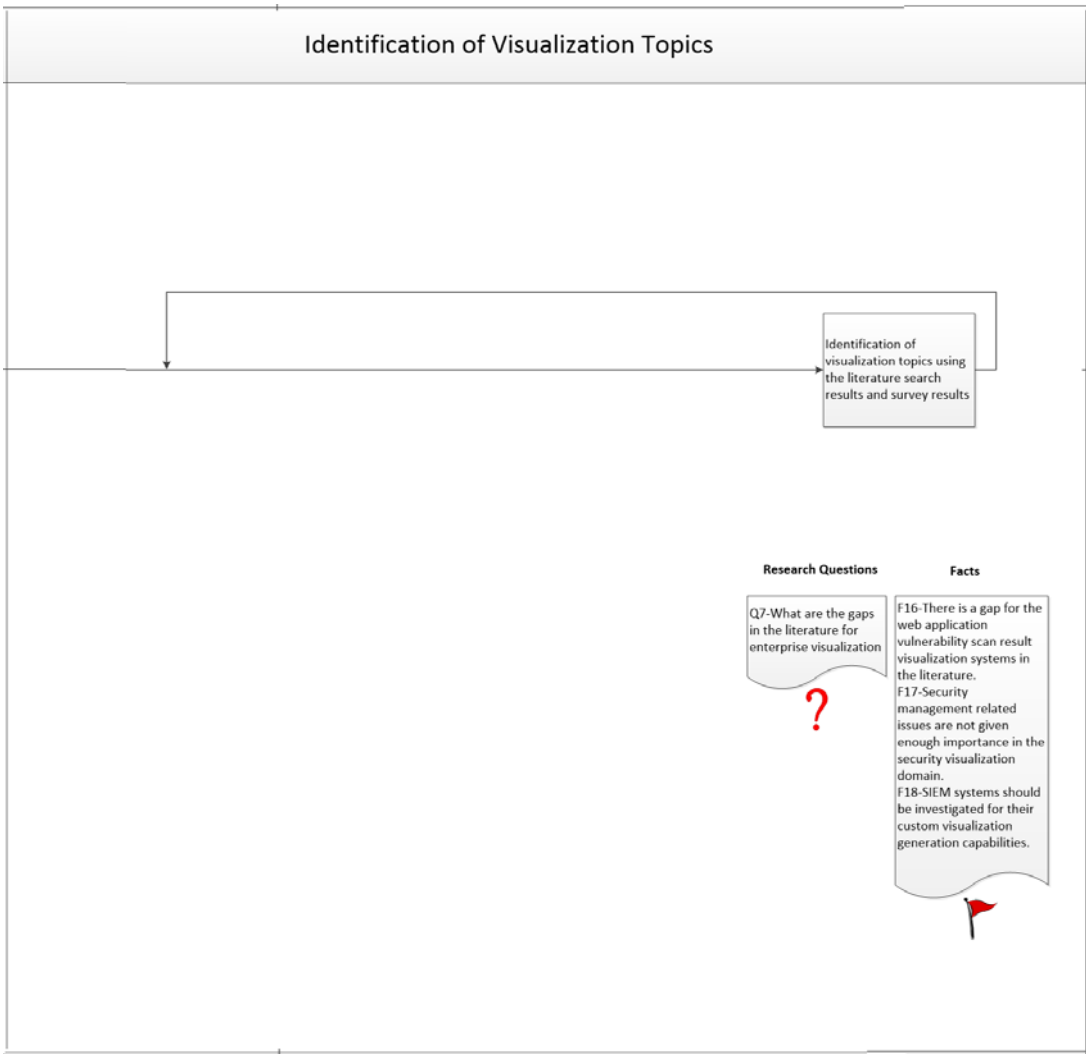 Identification of Visualization Topics
Identification of
visualization topics using
the literature search
results and survey results
Research Questions
Q7-What are the gaps
in the literature for
enterprise visualization
?
Facts
F16-There is a gap for the
web application
vulnerability scan result
visualization systems in
the literature.
F17-Security
management related
issues are not given
enough importance in the
security visualization
domain.
F18-SIEM systems should
be investigated for their
custom visualization
generation capabilities.